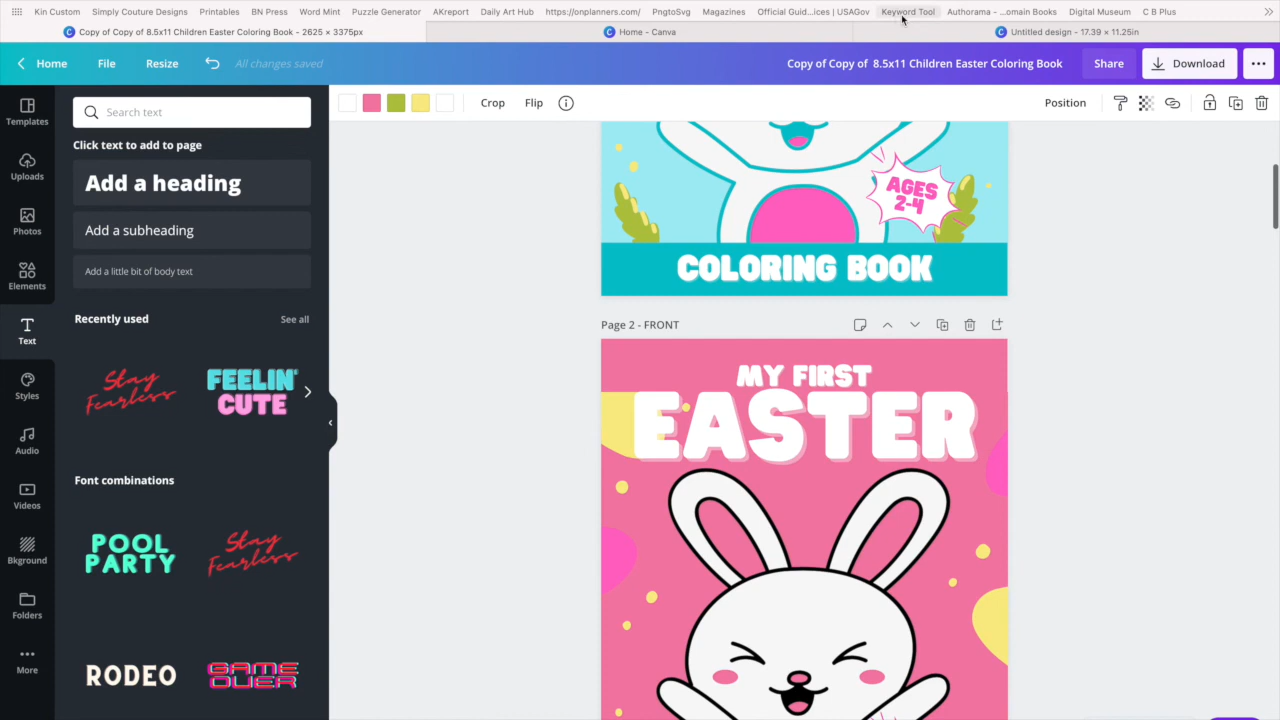 Kin Custom Simply Couture Designs Printables BN Press Word Mint Puzzle Generator AKreport Daily Art Hub https://onplanners.com/ PngtoSvg Magazines Official Guid...ices | USAGov Keyword Tool Authorama - ...omain Books Digital Museum C B Plus
Copy of Copy of 8.5x11 Children Easter Coloring Book - 2625 × 3375px Home - Canva Untitled design - 17.39 × 11.25in
Home File Resize All changes saved Copy of Copy of 8.5x11 Children Easter Coloring Book Share Download
Templates
Uploads
Photos
Elements
Text
Styles
Audio
Videos
Bkground
Folders
More
Search text
Click text to add to page
Add a heading
Add a subheading
Add a little bit of body text
Recently used See all
Stay
Fearless
FEELIN'
CUTE
Font combinations
POOL
PARTY
Stay
Fearless
RODEO
GAME
OVER
Crop Flip Position
AGES
2-4
COLORING BOOK
Page 2 - FRONT
MY FIRST
EASTER